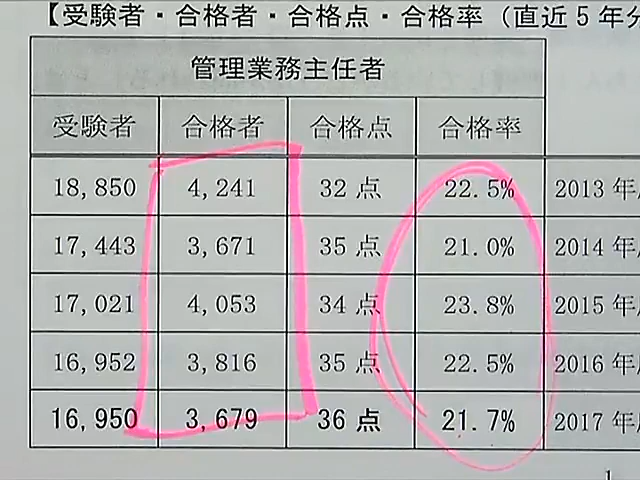 【受験者・合格者・合格点・合格率（直近5年分
管理業務主任者
受験者 合格者 合格点 合格率
18,850 4,241 32点 22.5% 2013年
17,443 3,671 35点 21.0% 2014年
17,021 4,053 34点 23.8% 2015年
16,952 3,816 35点 22.5% 2016年
16,950 3,679 36点 21.7% 2017年